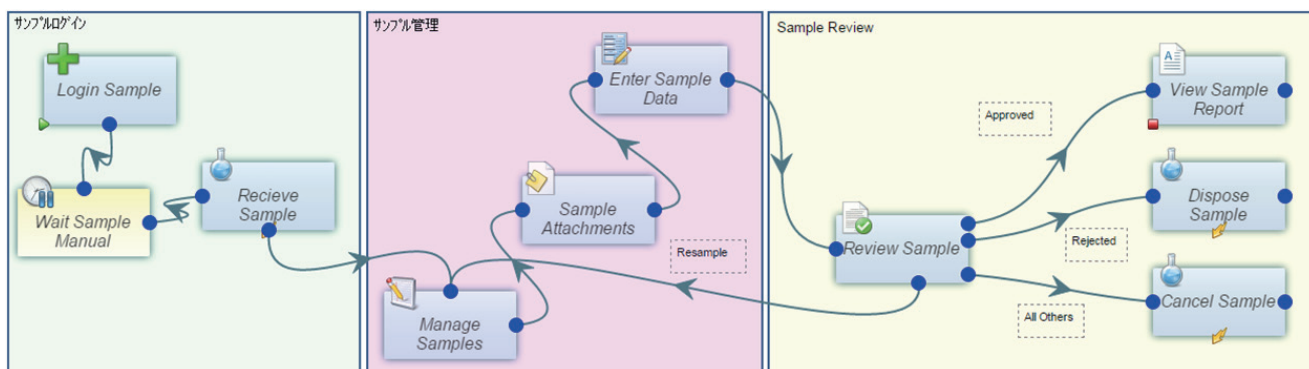 サンプルログイン
Login Sample
Wait Sample
Manual
Recieve
Sample
サンプル管理
Enter Sample
Data
Sample
Attachments
Manage
Samples
Resample
Sample Review
Review Sample
Approved
Rejected
All Others
View Sample
Report
Dispose
Sample
Cancel Sample